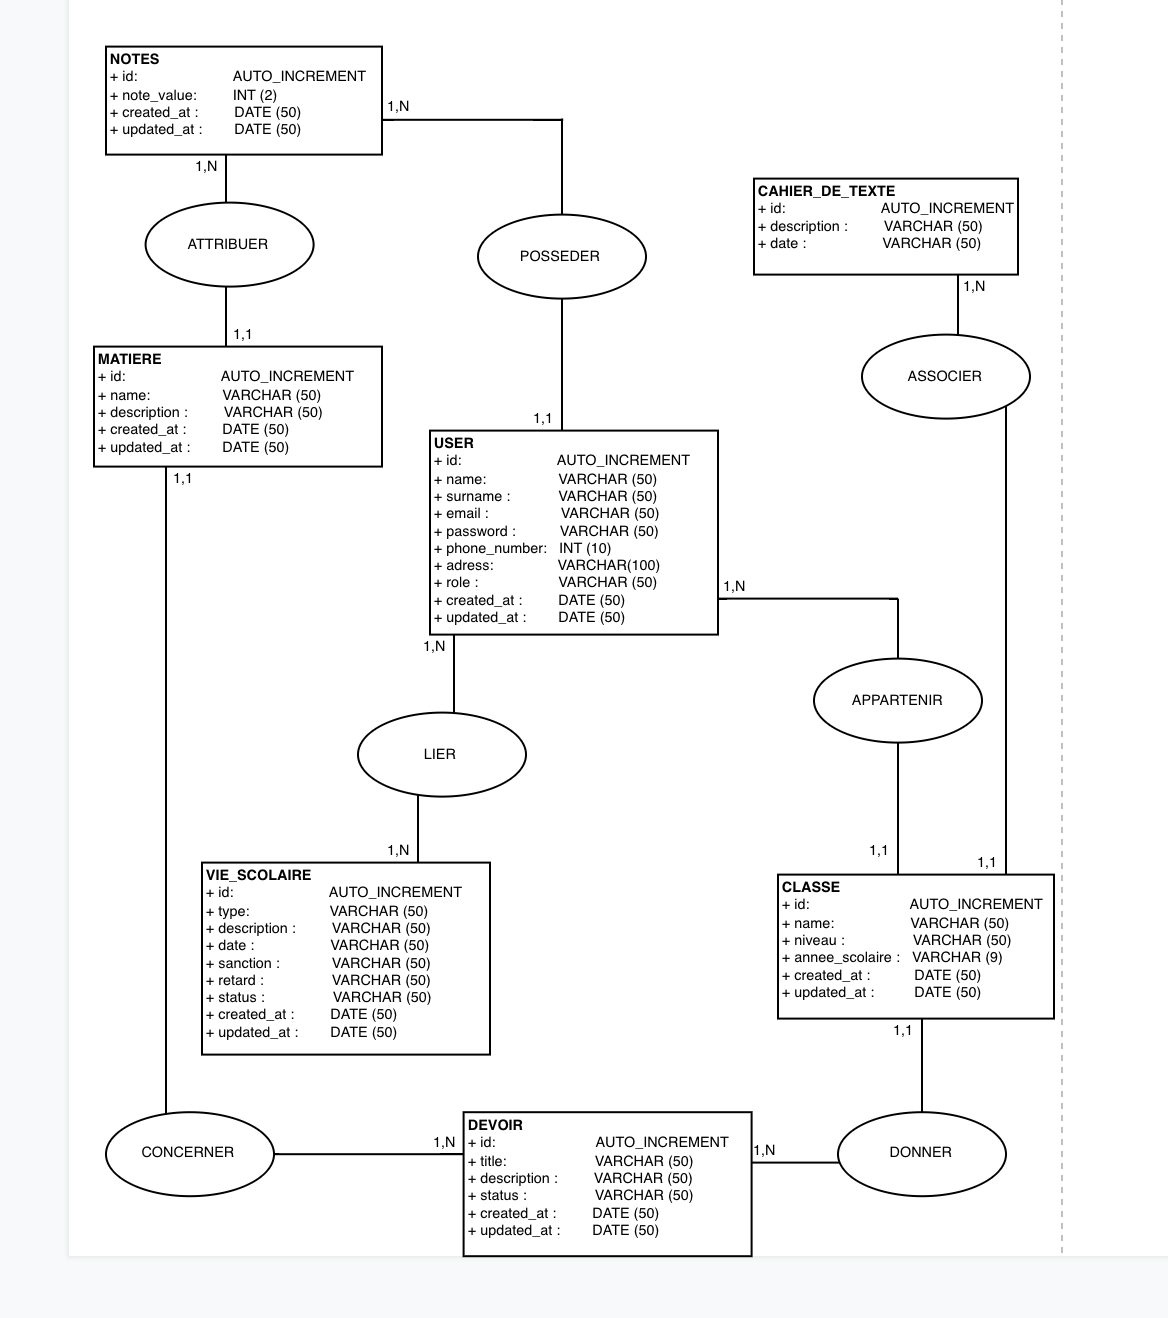 NOTES
+ id: AUTO_INCREMENT
+ note_value: INT (2)
+ created_at : DATE (50)
+ updated_at : DATE (50)
1,N
1,N
ATTRIBUER
POSSEDER
CAHIER_DE_TEXTE
+ id: AUTO_INCREMENT
+ description : VARCHAR (50)
+ date : VARCHAR (50)
1,N
ASSOCIER
1,1
MATIERE
+ id: AUTO_INCREMENT
+ name: VARCHAR (50)
+ description : VARCHAR (50)
+ created_at : DATE (50)
+ updated_at : DATE (50)
1,1
1,1
USER
+ id: AUTO_INCREMENT
+ name: VARCHAR (50)
+ surname : VARCHAR (50)
+ email : VARCHAR (50)
+ password : VARCHAR (50)
+ phone_number: INT (10)
+ adress: VARCHAR(100)
+ role : VARCHAR (50)
+ created_at : DATE (50)
+ updated_at : DATE (50)
1,N
1,N
APPARTENIR
LIER
1,N
1,1
1,1
VIE_SCOLAIRE
+ id: AUTO_INCREMENT
+ type: VARCHAR (50)
+ description : VARCHAR (50)
+ date : VARCHAR (50)
+ sanction : VARCHAR (50)
+ retard : VARCHAR (50)
+ status : VARCHAR (50)
+ created_at : DATE (50)
+ updated_at : DATE (50)
CLASSE
+ id: AUTO_INCREMENT
+ name: VARCHAR (50)
+ niveau : VARCHAR (50)
+ annee_scolaire : VARCHAR (9)
+ created_at : DATE (50)
+ updated_at : DATE (50)
1,1
CONCERNER
1,N
DEVOIR
+ id: AUTO_INCREMENT
+ title: VARCHAR (50)
+ description : VARCHAR (50)
+ status : VARCHAR (50)
+ created_at : DATE (50)
+ updated_at : DATE (50)
1,N
DONNER